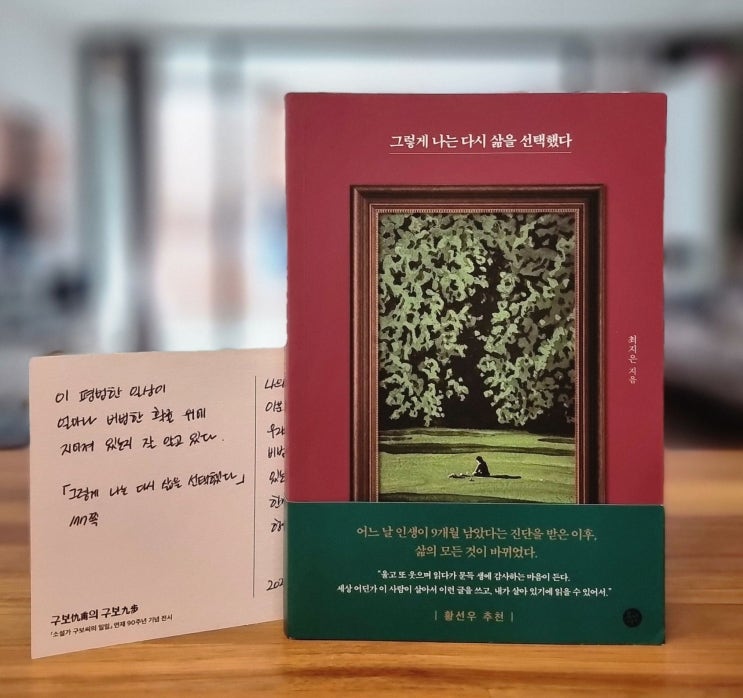 그렇게 나는 다시 삶을 선택했다
최지은 지음
어느 날 인생이 9개월 남았다는 진단을 받은 이후,
삶의 모든 것이 바뀌었다.
"울고 또 웃으며 읽다가 문득 생에 감사하는 마음이 든다.
세상 어딘가 이 사람이 살아서 이런 글을 쓰고, 내가 살아 있기에 읽을 수 있어서."
| 황선우 추천 |
이 평범한 일상이
얼마나 비범한 확률 위에
지어져 있는지 잘 알고 있다.
「그렇게 나는 다시 삶을 선택했다」
쪽
나의
202
구보仇甫의 구보九步
「소설가 구보씨의 일일」 연재 90주년 기념 전시